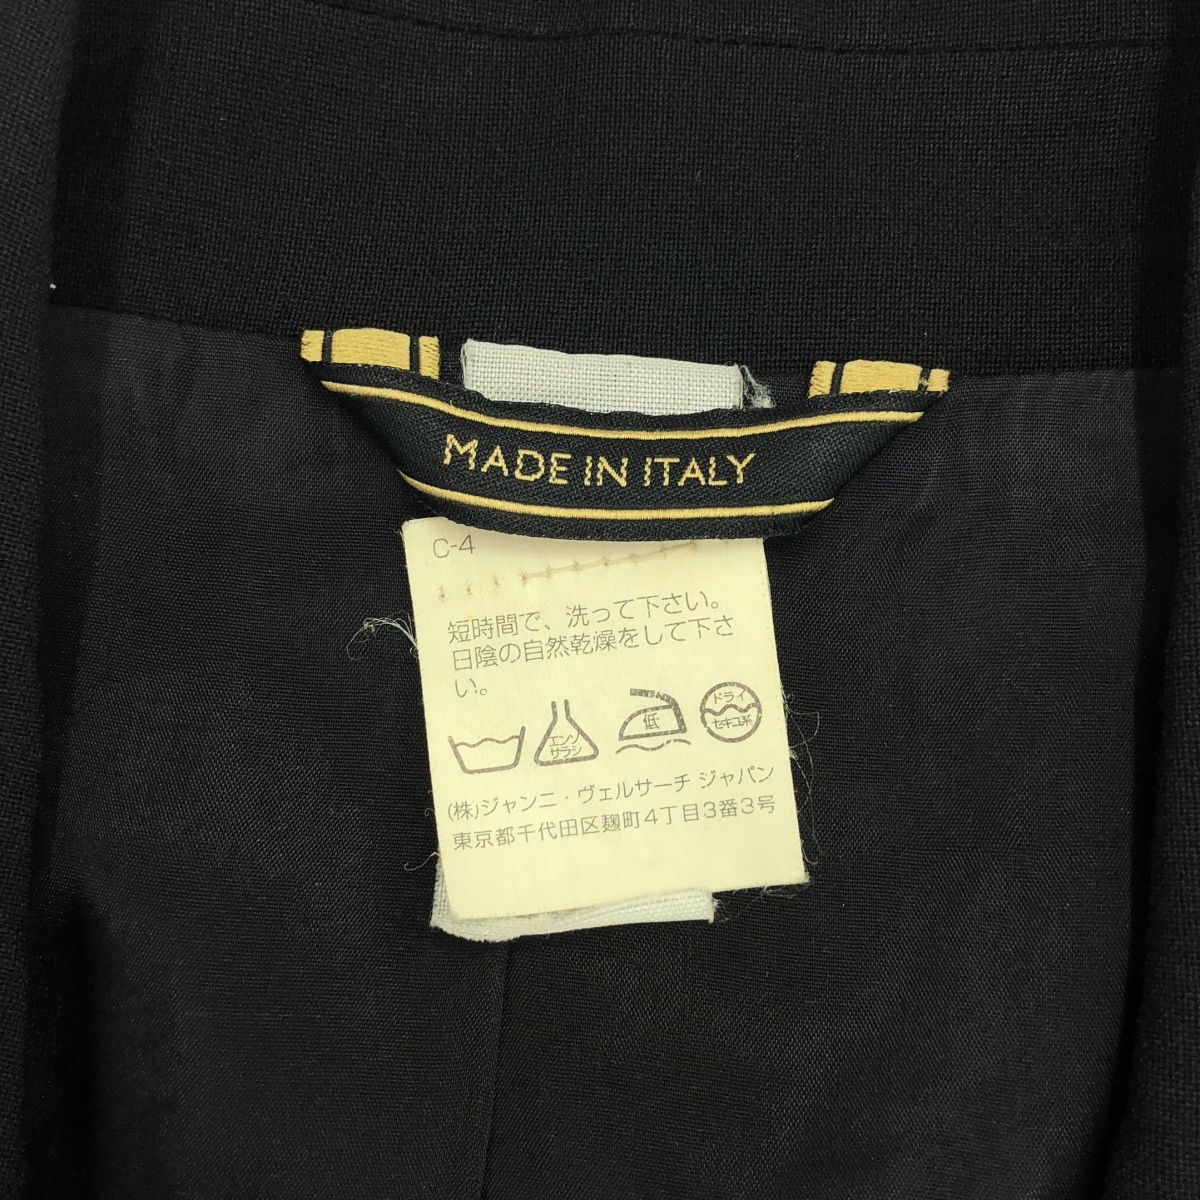 MADE IN ITALY
C-4
短時間で、洗って下さい。
日陰の自然乾燥をして下さ
い。
エンソ
サラシ
低
ドライ
セキユ系
(株)ジャンニ・ヴェルサーチ ジャパン
東京都千代田区麹町4丁目3番3号